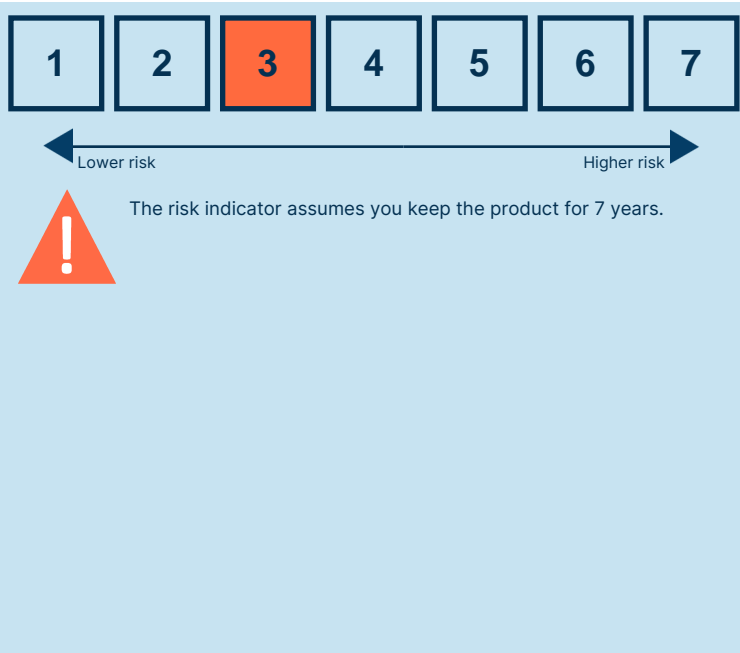 1 2 3 4 5 6 7
Lower risk Higher risk
The risk indicator assumes you keep the product for 7 years.
!